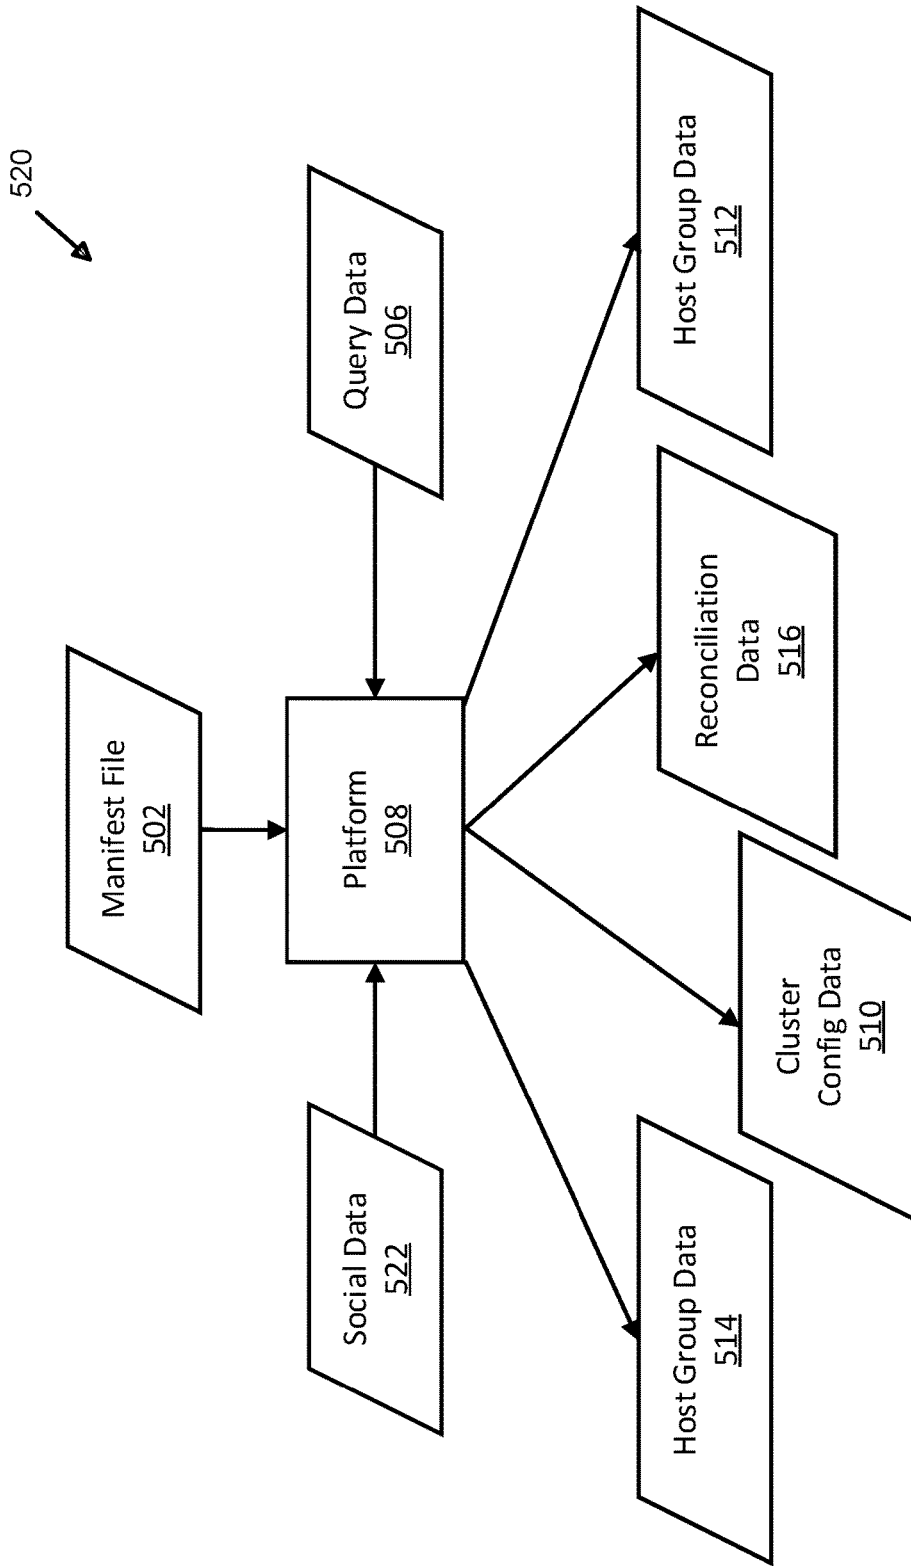 520
Manifest File
502
Social Data
522
Platform
508
Query Data
506
Host Group Data
514
Cluster
Config Data
510
Reconciliation
Data
516
Host Group Data
512